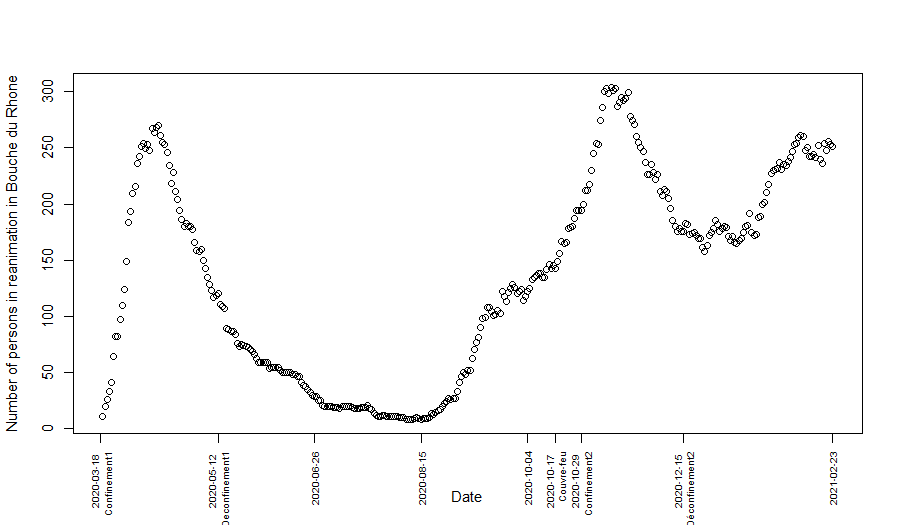 Number of persons in reanimation in Bouche du Rhone
300
250
200
150
100
50
0
2020-03-18
Confinement1
2020-05-12
Deconfinement1
2020-06-26
2020-08-15
2020-10-04
2020-10-17
Couvre-feu
2020-10-29
Confinement2
2020-12-15
Déconfinement2
2021-02-23
Date